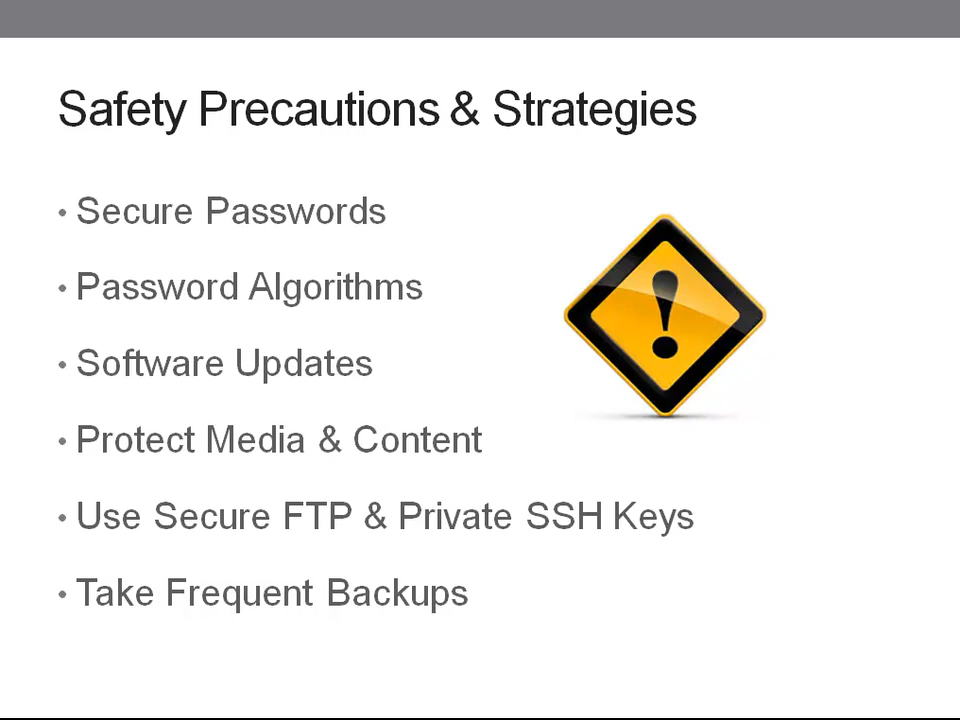 Safety Precautions & Strategies
• Secure Passwords
• Password Algorithms
• Software Updates
• Protect Media & Content
• Use Secure FTP & Private SSH Keys
• Take Frequent Backups